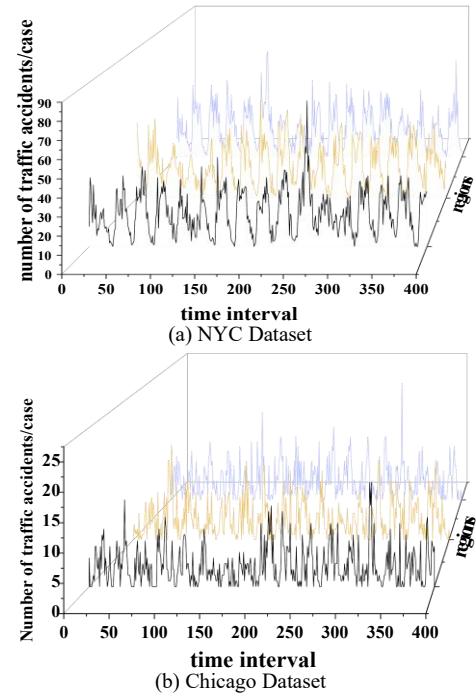 number of traffic accidents/case
90
80
70
60
50
40
30
20
10
0
0 50 100 150 200 250 300 350 400
time interval
regions
(a) NYC Dataset
Number of traffic accidents/case
25
20
15
10
5
0
0 50 100 150 200 250 300 350 400
time interval
regions
(b) Chicago Dataset